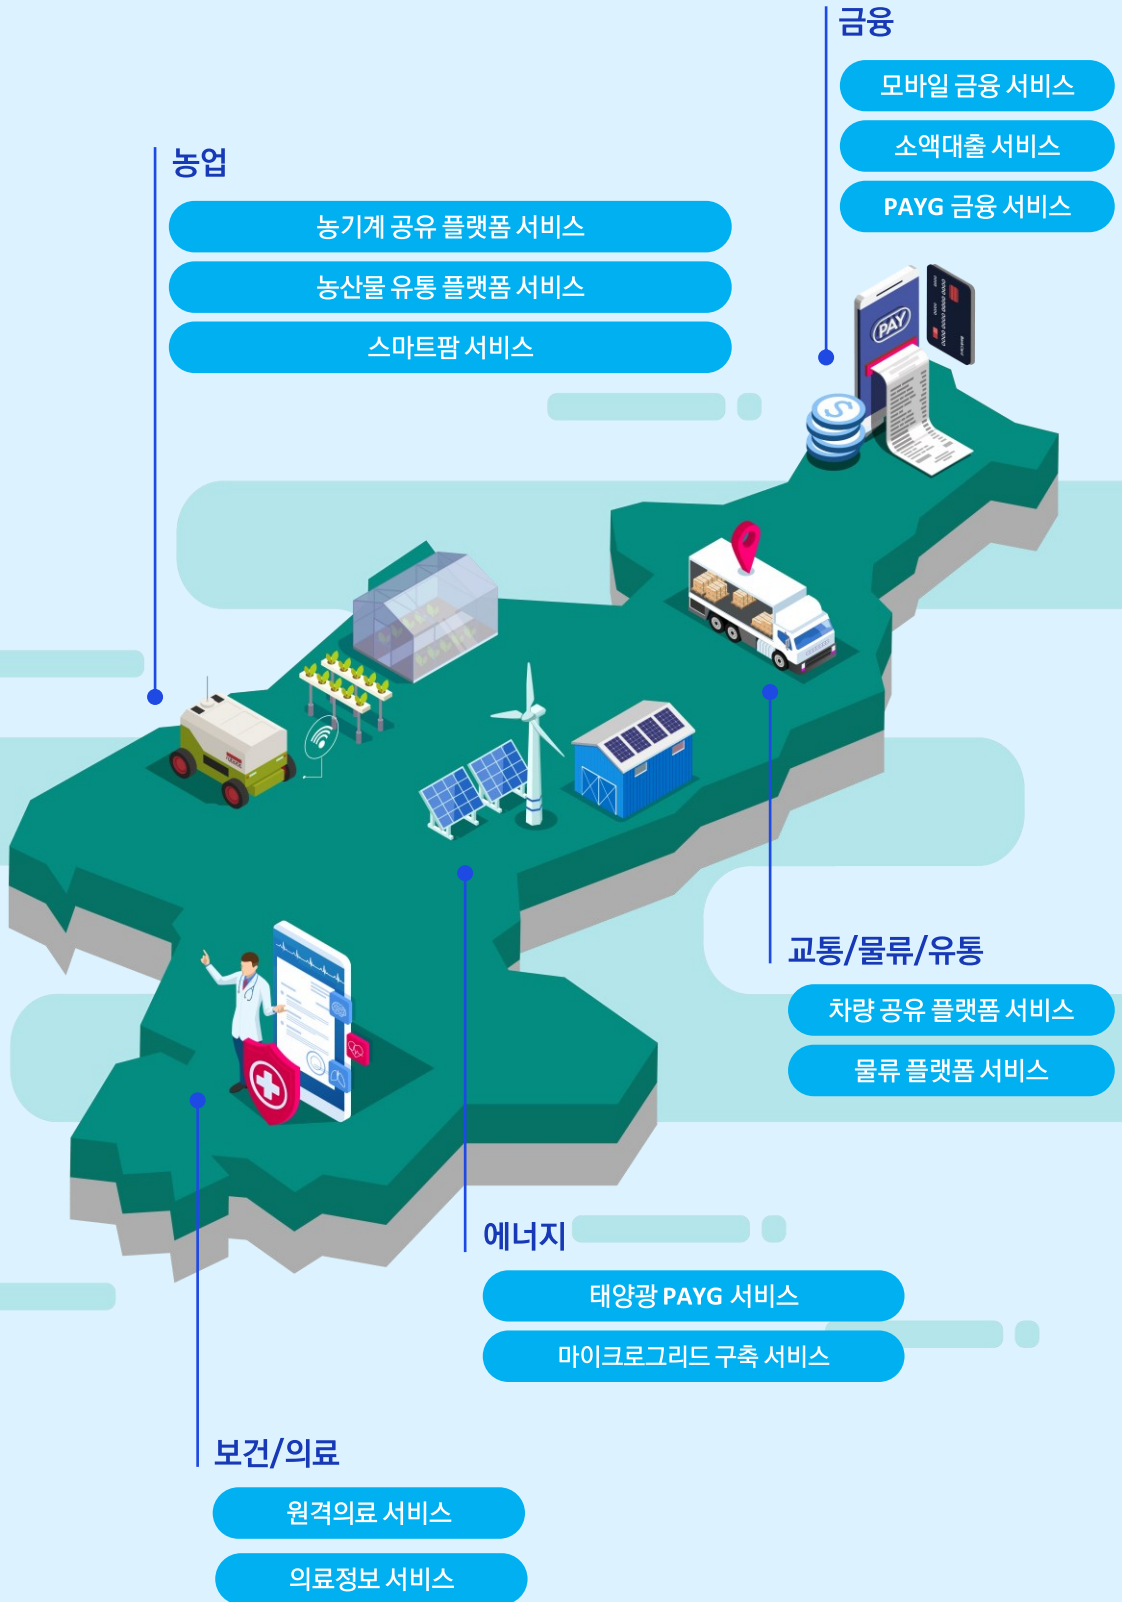 금융
모바일 금융 서비스
소액대출 서비스
PAYG 금융 서비스
농업
농기계 공유 플랫폼 서비스
농산물 유통 플랫폼 서비스
스마트팜 서비스
PAY
교통/물류/유통
차량 공유 플랫폼 서비스
물류 플랫폼 서비스
에너지
태양광 PAYG 서비스
마이크로그리드 구축 서비스
보건/의료
원격의료 서비스
의료정보 서비스